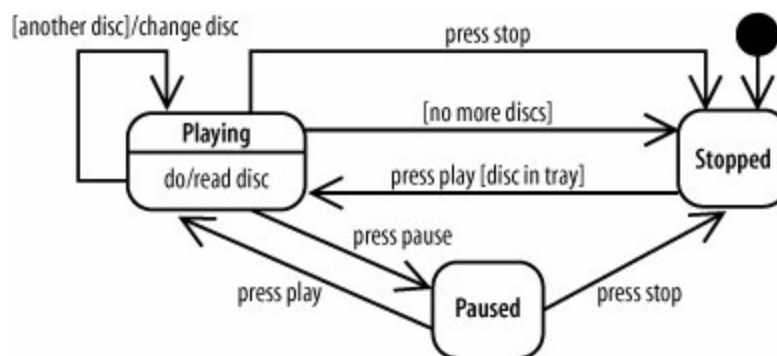 [another disc]/change disc
press stop
[no more discs]
Playing
Stopped
do/read disc
press play [disc in tray]
press pause
press play
Paused
press stop